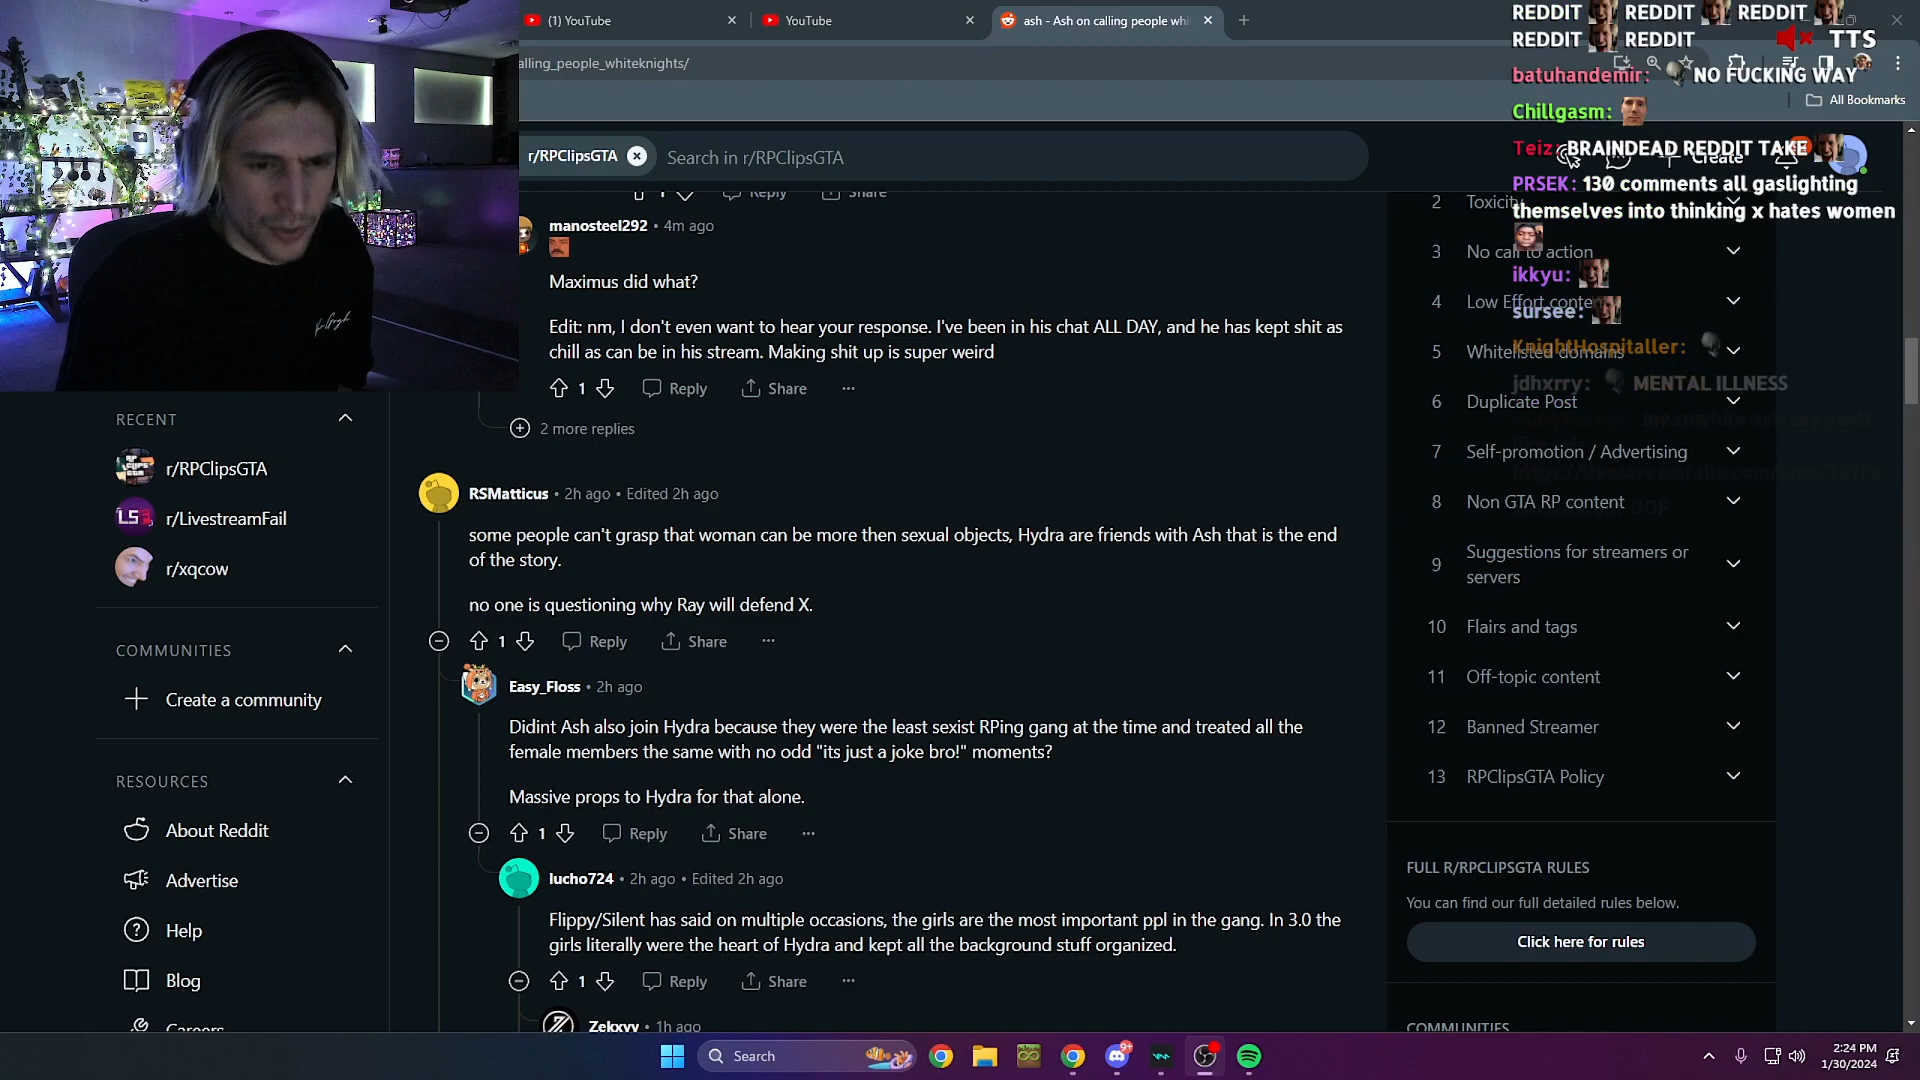 (1) YouTube
YouTube
ash - Ash on calling people whi
alling_people_whiteknights/
All Bookmarks
r/RPClipsGTA
Search in r/RPClipsGTA
Create
REDDIT REDDIT REDDIT
REDDIT REDDIT
TTS
batuhandemir: NO FUCKING WAY
Chillgasm:
Teiz: BRAINDEAD REDDIT TAKE
PRSEK: 130 comments all gaslighting
themselves into thinking x hates women
ikkyu:
sursee:
KnightHospitaller:
jdhxrry: MENTAL ILLNESS
Reply
Share
manosteel292 • 4m ago
Maximus did what?
Edit: nm, I don't even want to hear your response. I've been in his chat ALL DAY, and he has kept shit as
chill as can be in his stream. Making shit up is super weird
1 Reply Share
2 more replies
RSMatticus • 2h ago • Edited 2h ago
some people can't grasp that woman can be more then sexual objects, Hydra are friends with Ash that is the end
of the story.
no one is questioning why Ray will defend X.
1 Reply Share
Easy_Floss • 2h ago
Didint Ash also join Hydra because they were the least sexist RPing gang at the time and treated all the
female members the same with no odd "its just a joke bro!" moments?
Massive props to Hydra for that alone.
1 Reply Share
lucho724 • 2h ago • Edited 2h ago
Flippy/Silent has said on multiple occasions, the girls are the most important ppl in the gang. In 3.0 the
girls literally were the heart of Hydra and kept all the background stuff organized.
1 Reply Share
Zekxyy • 1h ago
RECENT
r/RPClipsGTA
r/LivestreamFail
r/xqcow
COMMUNITIES
Create a community
RESOURCES
About Reddit
Advertise
Help
Blog
Careers
2 Toxicity
3 No call to action
4 Low Effort content
5 Whitelisted domains
6 Duplicate Post
7 Self-promotion / Advertising
8 Non GTA RP content
9 Suggestions for streamers or
servers
10 Flairs and tags
11 Off-topic content
12 Banned Streamer
13 RPClipsGTA Policy
FULL R/RPCLIPSGTA RULES
You can find our full detailed rules below.
Click here for rules
COMMUNITIES
Search
9+
2:24 PM
1/30/2024